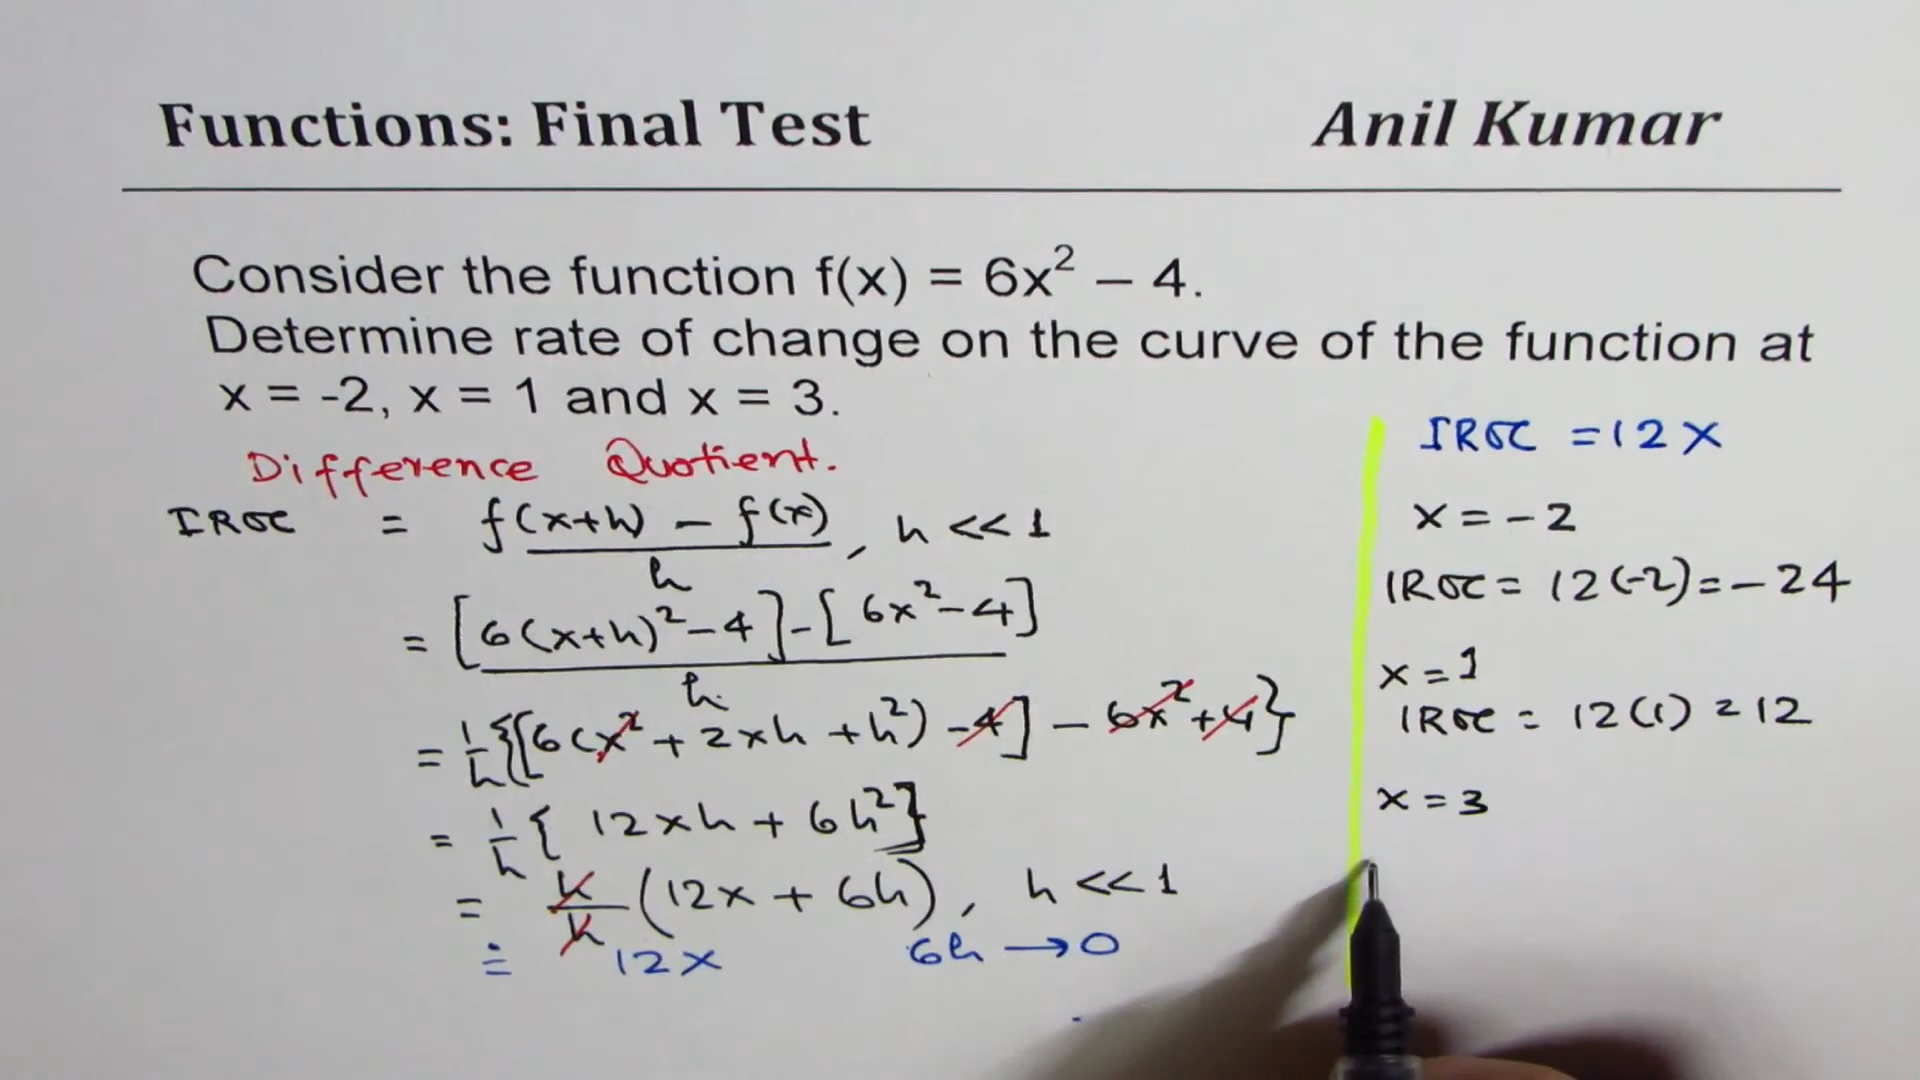 Functions: Final Test Anil Kumar
Consider the function f(x) = 6x² – 4.
Determine rate of change on the curve of the function at
x = -2, x = 1 and x = 3.
Difference Quotient.
IROC = f(x+h) − f(x) , h << 1
h
= [6(x+h)²−4]−[6x²−4]
h
= 1/h{[6(x²+2xh+h²)−4]−6x²+4}
= 1/h{ 12xh + 6h²}
= h/h (12x + 6h), h << 1
≐ 12x 6h → 0
IROC = 12x
x = −2
IROC = 12(−2) = −24
x = 1
IROC = 12(1) = 12
x = 3